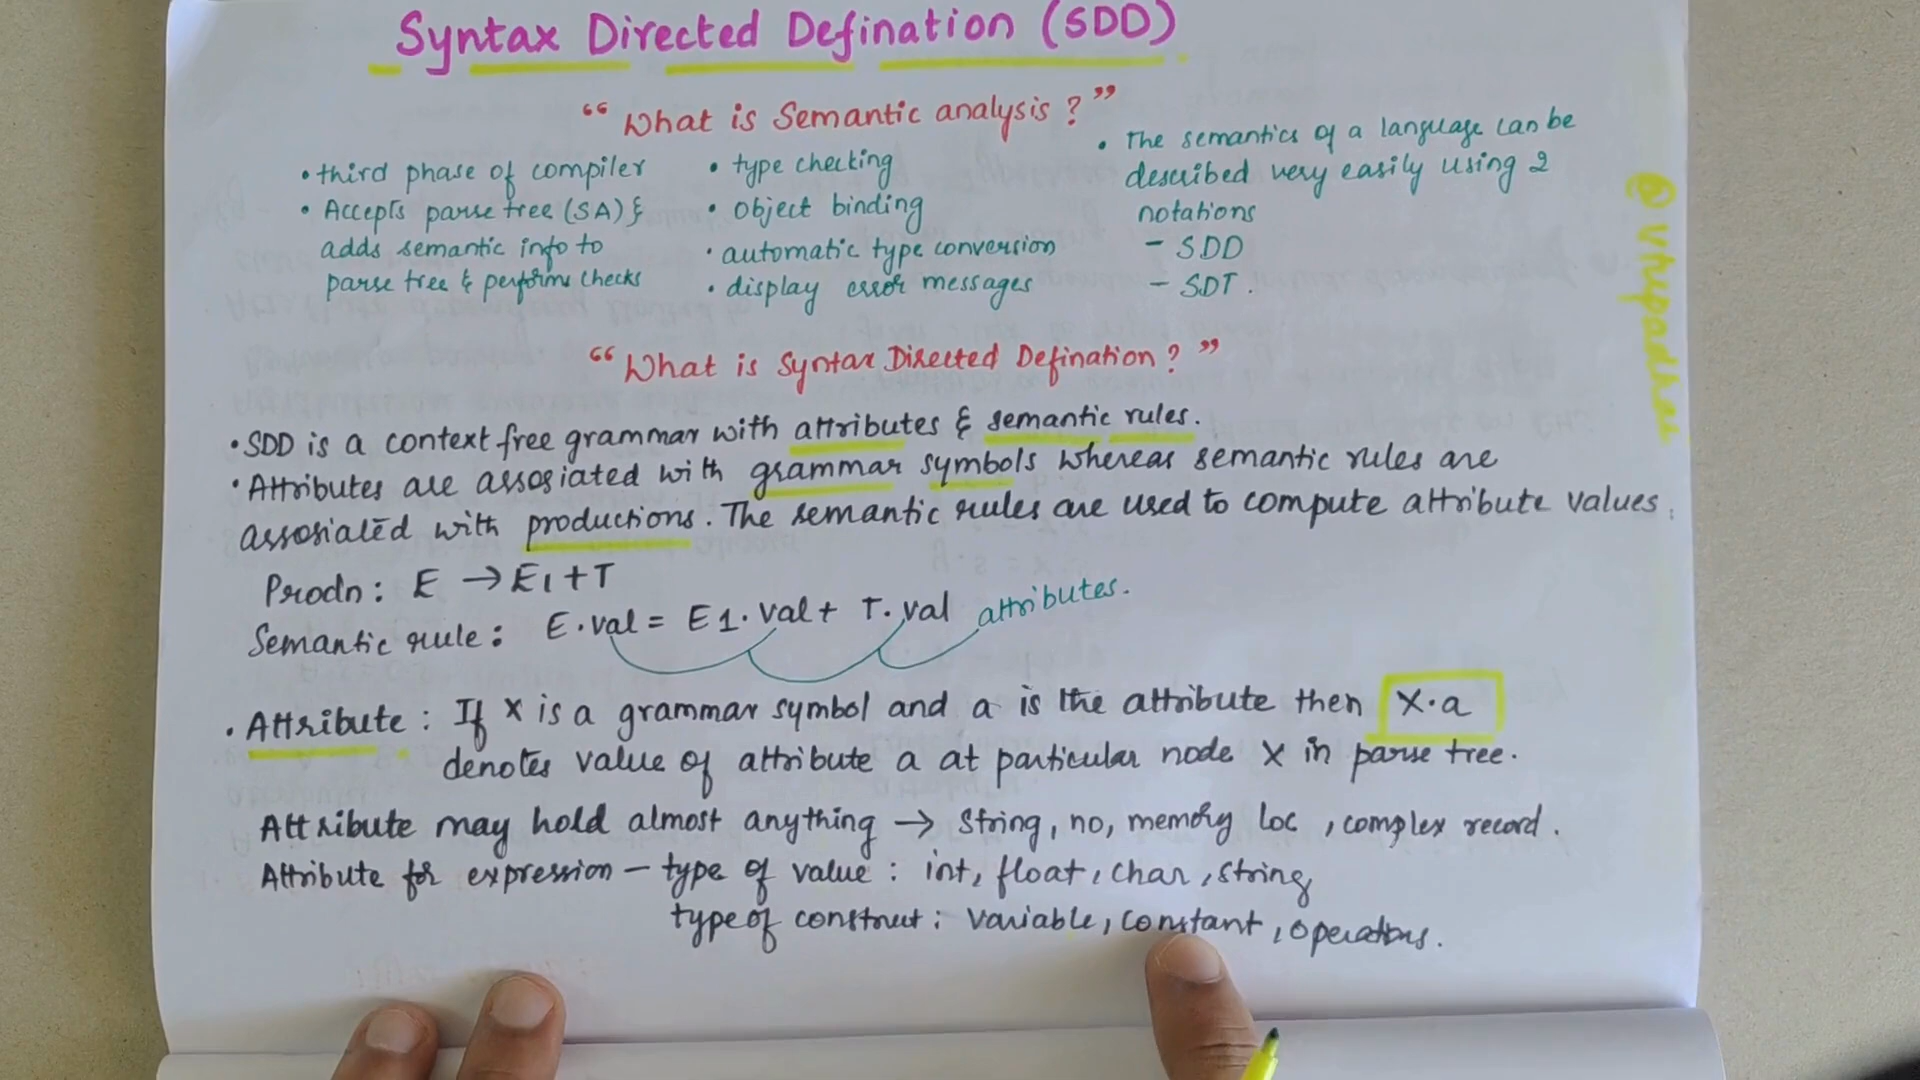 Syntax Directed Defination (SDD)
“ What is Semantic analysis ? ”
• third phase of compiler
• Accepts parse tree (SA) &
adds semantic info to
parse tree & performs checks
• type checking
• object binding
• automatic type conversion
• display error messages
• The semantics of a language can be
described very easily using 2
notations
- SDD
- SDT.
“ What is Syntax Directed Defination ? ”
• SDD is a context free grammar with attributes & semantic rules.
• Attributes are assosiated with grammar symbols whereas semantic rules are
assosiated with productions. The semantic rules are used to compute attribute values.
Prodn : E → E1 + T
Semantic rule : E.val = E1.val + T.val attributes.
• Attribute : If X is a grammar symbol and a is the attribute then X.a
denotes value of attribute a at particular node X in parse tree.
Attribute may hold almost anything → String, no, memory loc , complex record.
Attribute for expression - type of value : int, float, char, string
type of construct : variable, constant , operators.